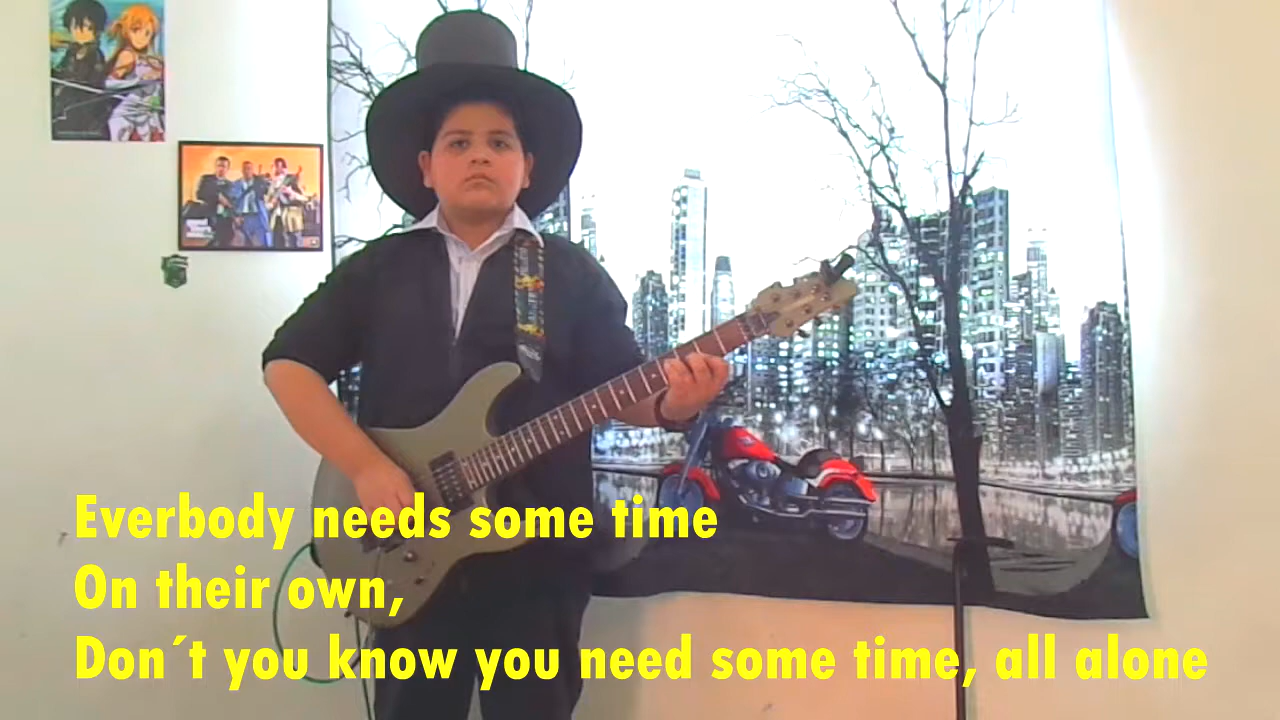 Everbody needs some time
On their own,
Don´t you know you need some time, all alone